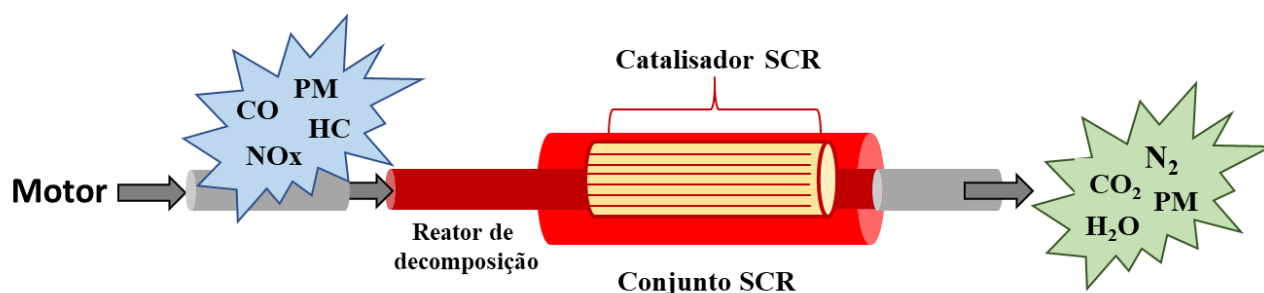 Motor
CO
PM
HC
NOx
Reator de
decomposição
Catalisador SCR
Conjunto SCR
N₂
CO₂
PM
H₂O